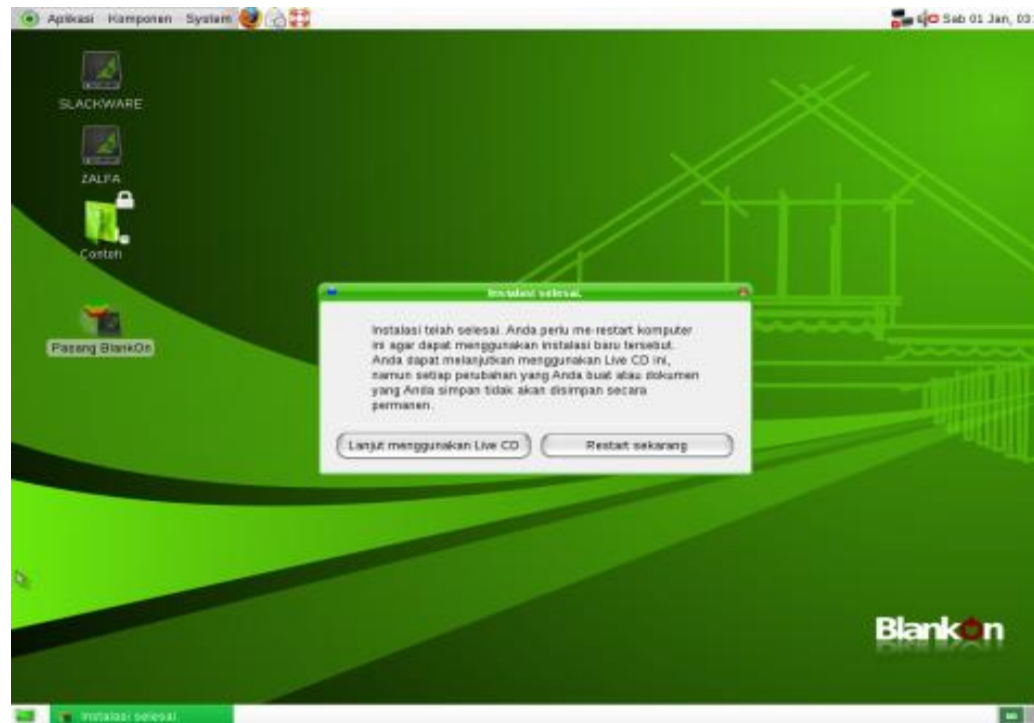 Aplikasi Komponen System
Sab 01 Jan, 03:
SLACKWARE
ZALFA
Contoh
Pasang BlankOn
Instalasi selesai
Instalasi telah selesai. Anda perlu me-restart komputer
ini agar dapat menggunakan instalasi baru tersebut.
Anda dapat melanjutkan menggunakan Live CD ini,
namun setiap perubahan yang Anda buat atau dokumen
yang Anda simpan tidak akan disimpan secara
permanen.
Lanjut menggunakan Live CD
Restart sekarang
BlankOn
Instalasi selesai